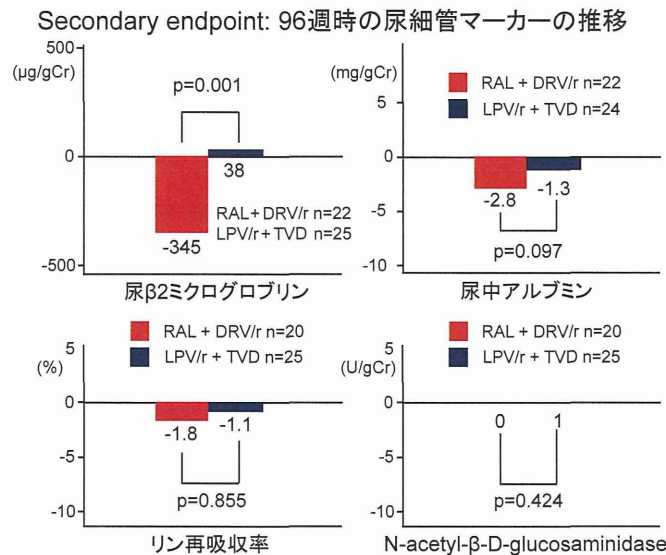 Secondary endpoint: 96週時の尿細管マーカーの推移
500
(µg/gCr)
p=0.001
0
38
RAL+DRV/r n=22
LPV/r+TVD n=25
-345
-500
尿β2ミクログロブリン
5
(mg/gCr)
RAL + DRV/r n=22
LPV/r + TVD n=24
0
-2.8
-1.3
-5
p=0.097
-10
尿中アルブミン
RAL + DRV/r n=20
LPV/r + TVD n=25
5
(%)
0
-1.8
-1.1
-5
p=0.855
-10
リン再吸収率
RAL + DRV/r n=20
LPV/r + TVD n=25
5
(U/gCr)
0
0
1
-5
p=0.424
-10
N-acetyl-β-D-glucosaminidase